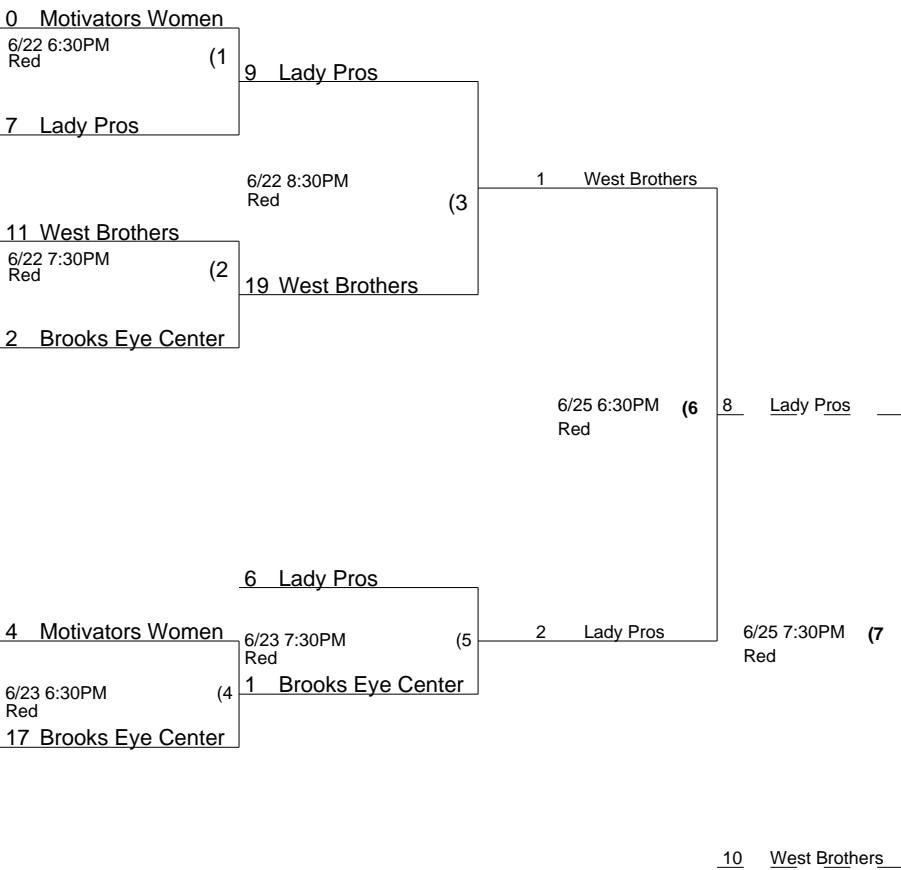 0 Motivators Women
6/22 6:30PM
Red
(1
9 Lady Pros
7 Lady Pros
6/22 8:30PM
Red
(3
1 West Brothers
11 West Brothers
6/22 7:30PM
Red
(2
19 West Brothers
2 Brooks Eye Center
6/25 6:30PM (6
Red
8 Lady Pros
6 Lady Pros
4 Motivators Women
6/23 7:30PM (5
Red
2 Lady Pros
6/25 7:30PM (7
Red
1 Brooks Eye Center
6/23 6:30PM (4
Red
17 Brooks Eye Center
10 West Brothers